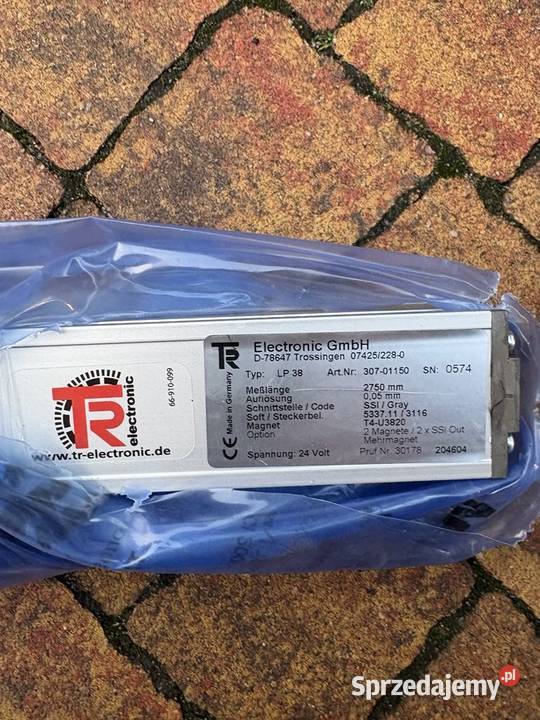 TR
electronic
www.tr-electronic.de
66-910-099
CE Made in Germany
TR Electronic GmbH
D-78647 Trossingen 07425/228-0
Typ: LP 38 Art.Nr: 307-01150 SN: 0574
Meßlänge 2750 mm
Auflösung 0,05 mm
Schnittstelle / Code SSI / Gray
Soft / Steckerbel. 5337.11 / 3116
Magnet T4-U3820
Option 2 Magnete / 2 x SSI Out
Mehrmagnet
Spannung: 24 Volt Prüf Nr. 30178 204604
Sprzedajemy.pl